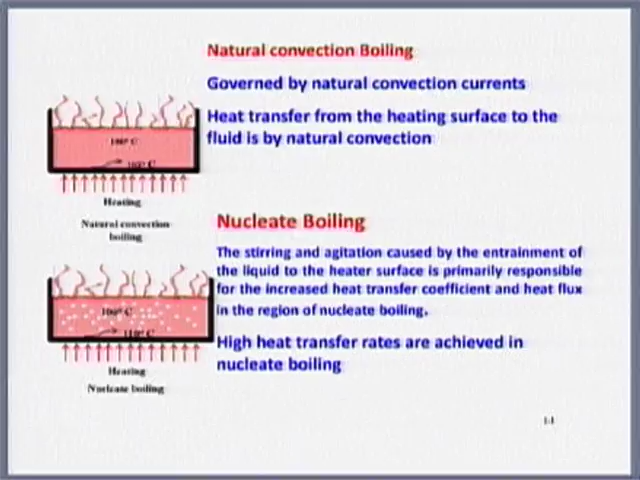 Natural convection Boiling
Governed by natural convection currents
Heat transfer from the heating surface to the
fluid is by natural convection
100° C
Heating
Natural convection
boiling
Nucleate Boiling
The stirring and agitation caused by the entrainment of
the liquid to the heater surface is primarily responsible
for the increased heat transfer coefficient and heat flux
in the region of nucleate boiling.
High heat transfer rates are achieved in
nucleate boiling
100° C
110° C
Heating
Nucleate boiling